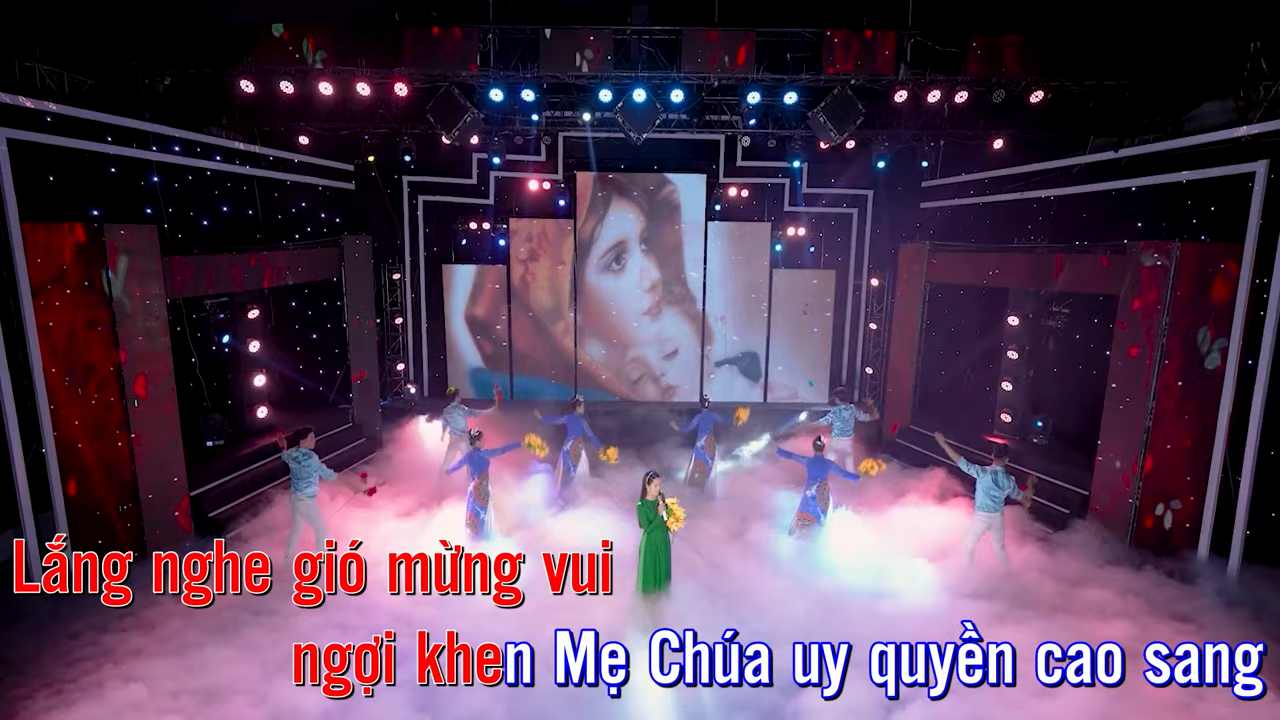 Lắng nghe gió mừng vui
ngợi khen Mẹ Chúa uy quyền cao sang